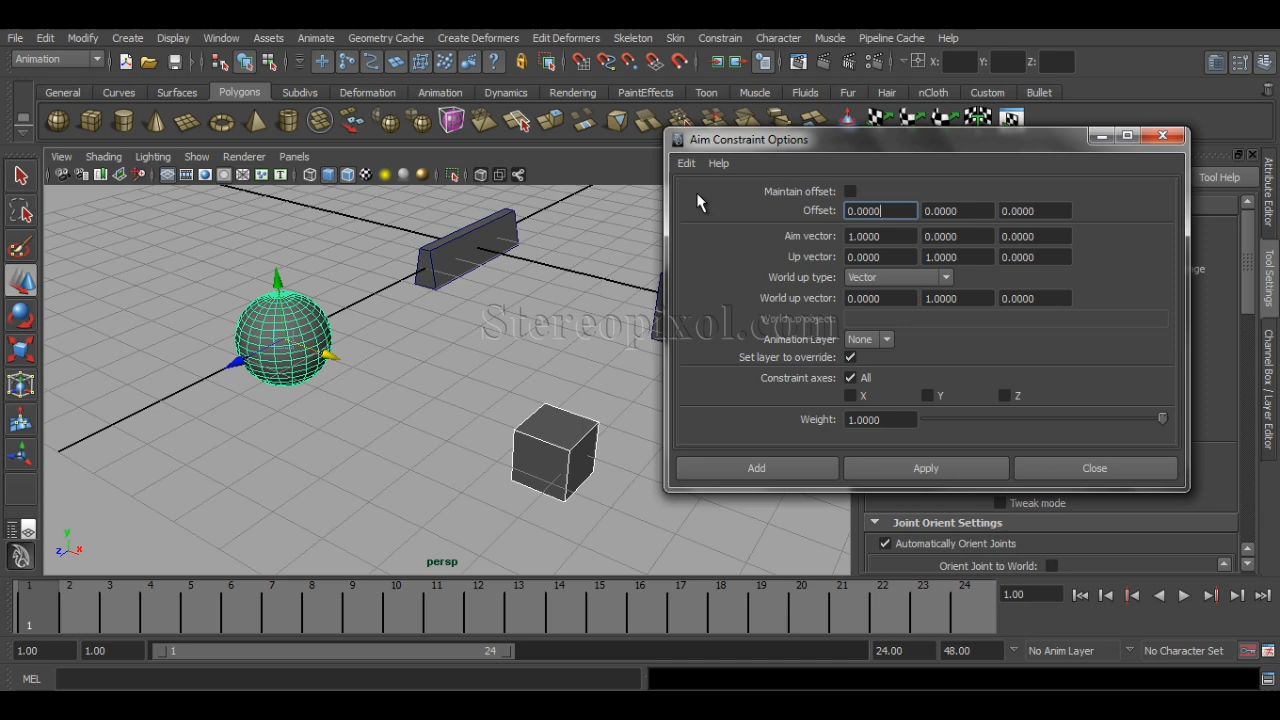 File Edit Modify Create Display Window Assets Animate Geometry Cache Create Deformers Edit Deformers Skeleton Skin Constrain Character Muscle Pipeline Cache Help
Animation X: Y: Z:
General Curves Surfaces Polygons Subdivs Deformation Animation Dynamics Rendering PaintEffects Toon Muscle Fluids Fur Hair nCloth Custom Bullet
Aim Constraint Options
View Shading Lighting Show Renderer Panels
Edit Help
Tool Help
Maintain offset:
Offset: 0.0000 0.0000 0.0000
Aim vector: 1.0000 0.0000 0.0000
Up vector: 0.0000 1.0000 0.0000
World up type: Vector
World up vector: 0.0000 1.0000 0.0000
World up object:
Stereopixol.com
Animation Layer None
Set layer to override:
Constraint axes: All
X Y Z
Weight: 1.0000
Add Apply Close
Attribute Editor
Tool Settings
Channel Box / Layer Editor
Tweak mode
Joint Orient Settings
Automatically Orient Joints
Orient Joint to World:
y
z x
persp
1 2 3 4 5 6 7 8 9 10 11 12 13 14 15 16 17 18 19 20 21 22 23 24
1
1.00
1.00 1.00 1 24 24.00 48.00 No Anim Layer No Character Set
MEL